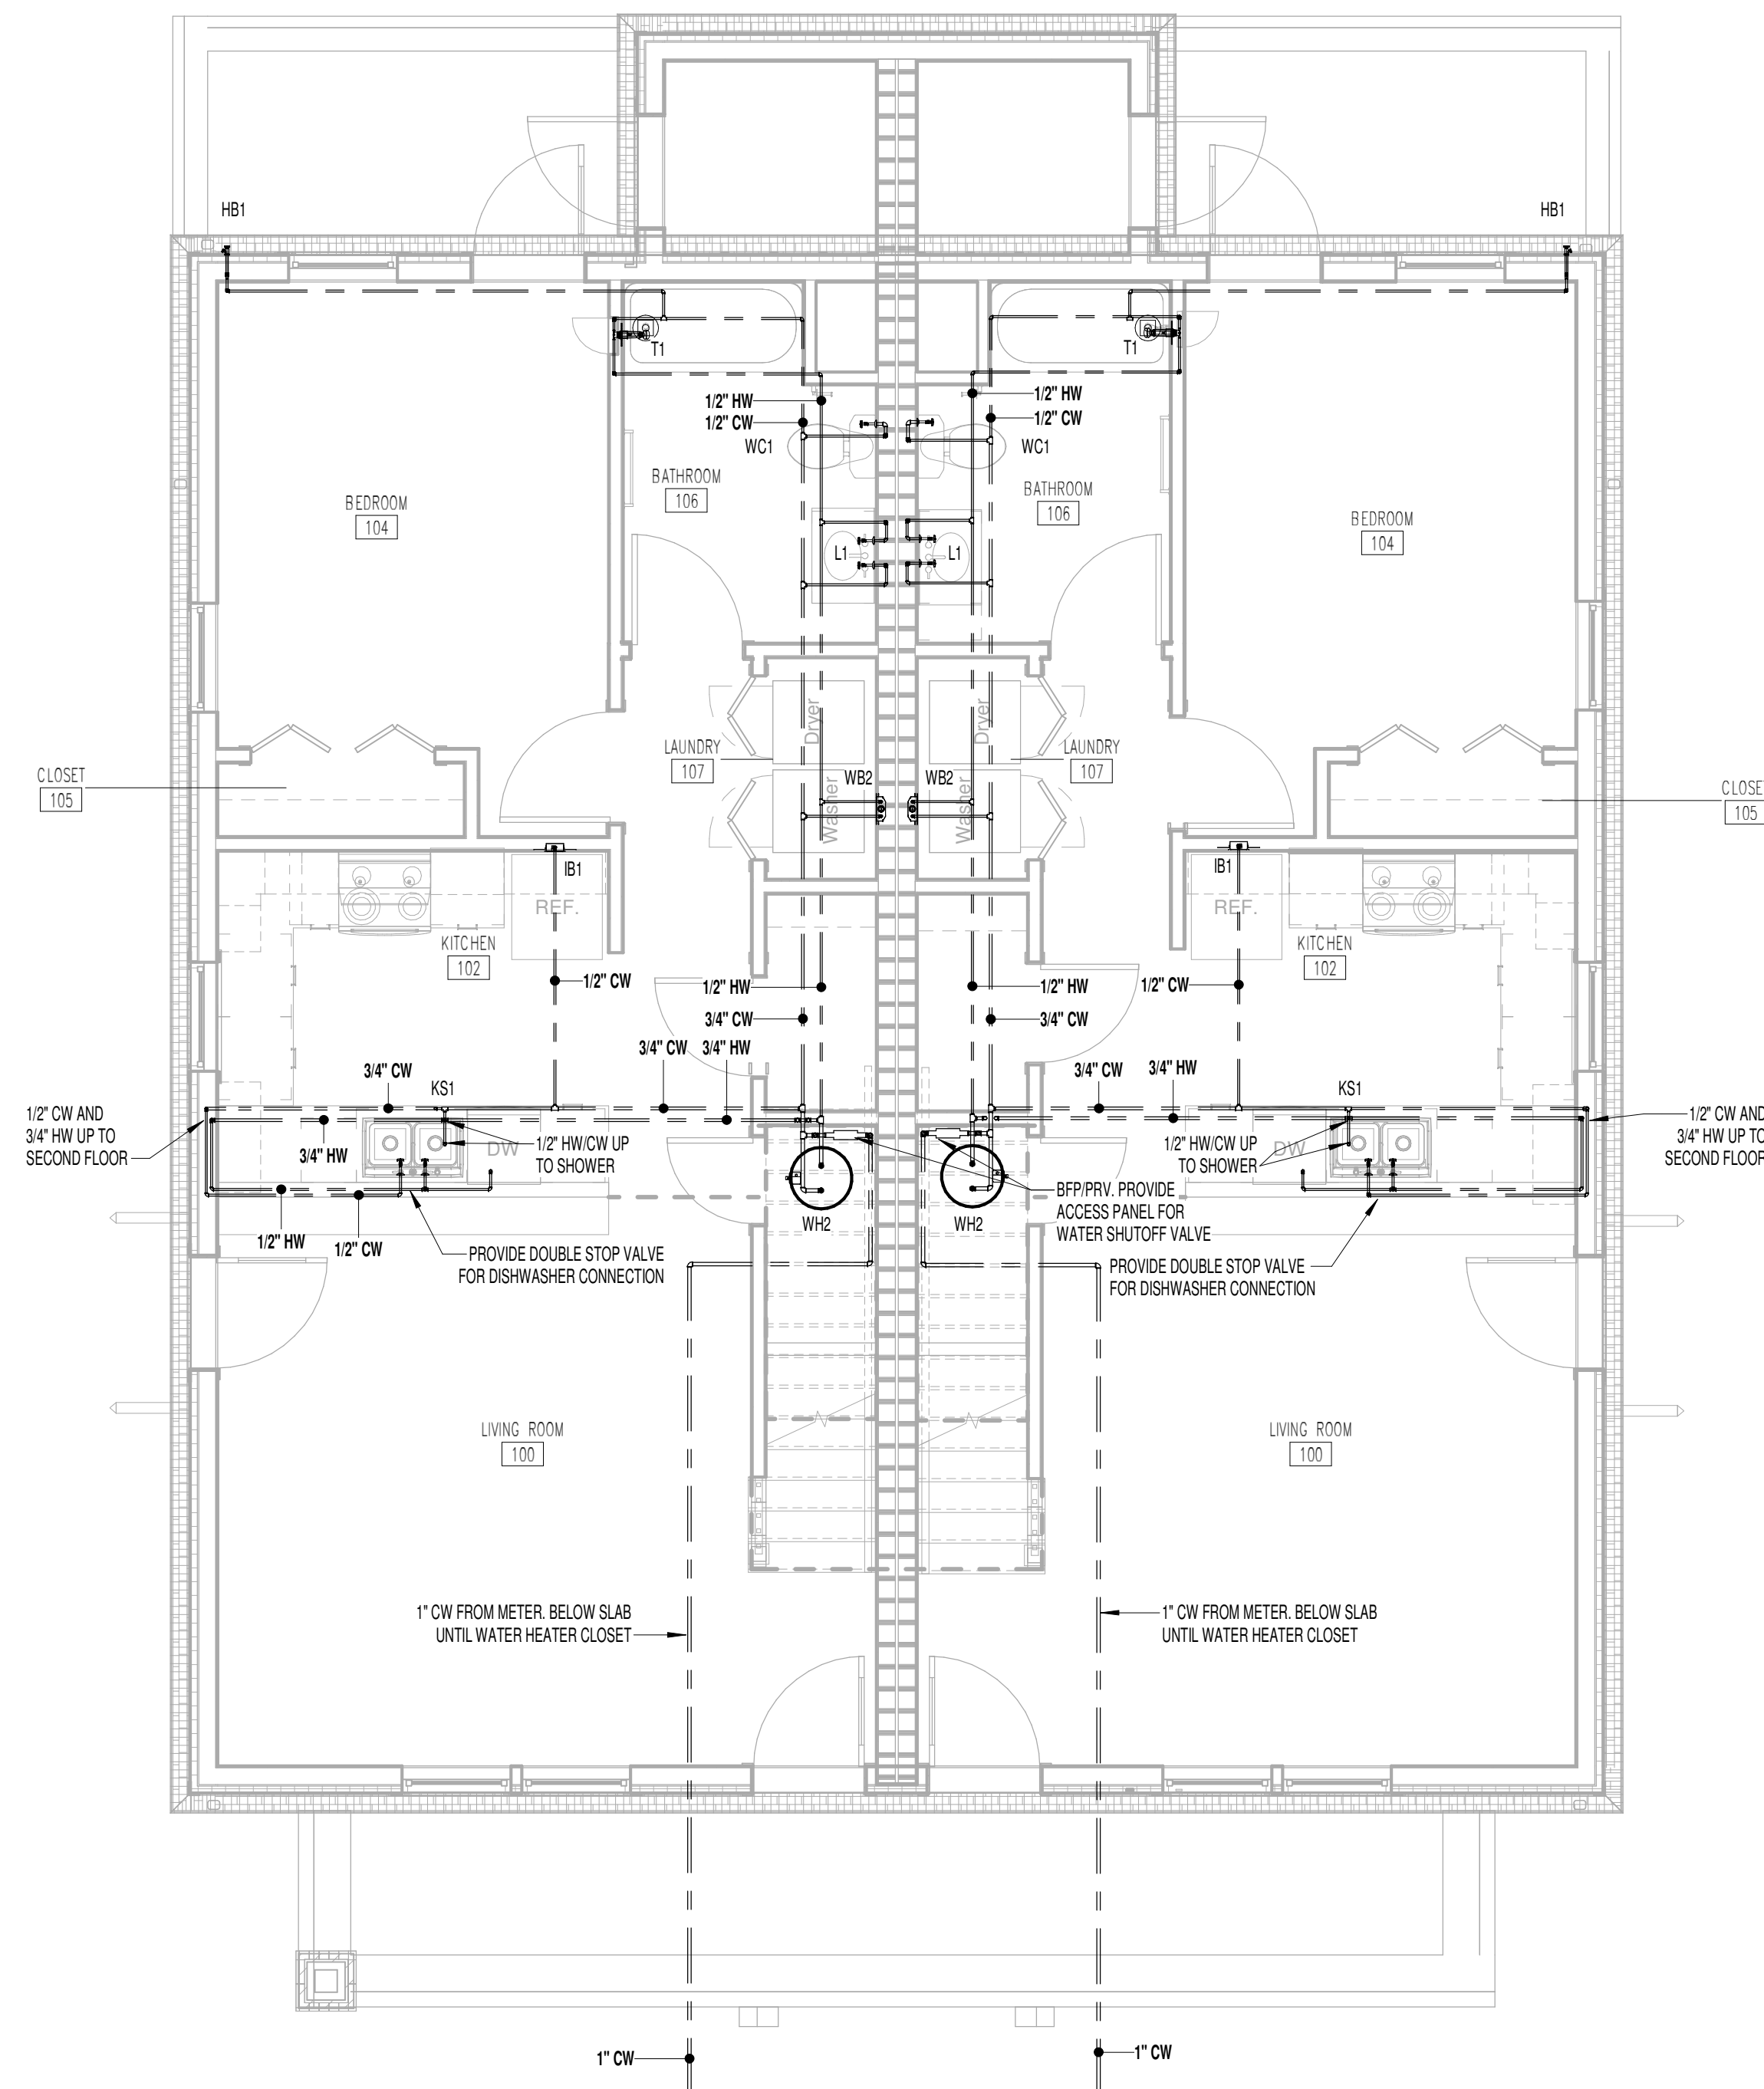 HB1
HB1
T1
T1
1/2" HW
1/2" CW
1/2" HW
1/2" CW
WC1
WC1
BATHROOM
106
BATHROOM
106
BEDROOM
104
BEDROOM
104
L1
L1
Dryer
Dryer
LAUNDRY
107
LAUNDRY
107
WB2
WB2
Washer
Washer
CLOSET
105
CLOSE
105
IB1
IB1
REF.
REF.
KITCHEN
102
KITCHEN
102
1/2" CW
1/2" HW
1/2" HW
1/2" CW
3/4" CW
3/4" CW
3/4" CW
3/4" HW
3/4" CW
3/4" CW
3/4" HW
KS1
KS1
1/2" CW AND
3/4" HW UP TO
SECOND FLOOR
3/4" HW
1/2" HW/CW UP
TO SHOWER
DW
1/2" HW/CW UP
TO SHOWER
DW
1/2" CW AND
3/4" HW UP TO
SECOND FLOOR
WH2
WH2
BFP/PRV. PROVIDE
ACCESS PANEL FOR
WATER SHUTOFF VALVE
1/2" HW
1/2" CW
PROVIDE DOUBLE STOP VALVE
FOR DISHWASHER CONNECTION
PROVIDE DOUBLE STOP VALVE
FOR DISHWASHER CONNECTION
LIVING ROOM
100
LIVING ROOM
100
1" CW FROM METER. BELOW SLAB
UNTIL WATER HEATER CLOSET
1" CW FROM METER. BELOW SLAB
UNTIL WATER HEATER CLOSET
1" CW
1" CW